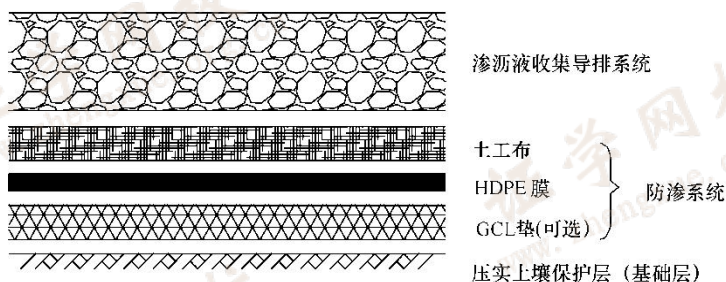 渗沥液收集导排系统
土工布
HDPE 膜
防渗系统
GCL垫(可选)
压实土壤保护层（基础层）